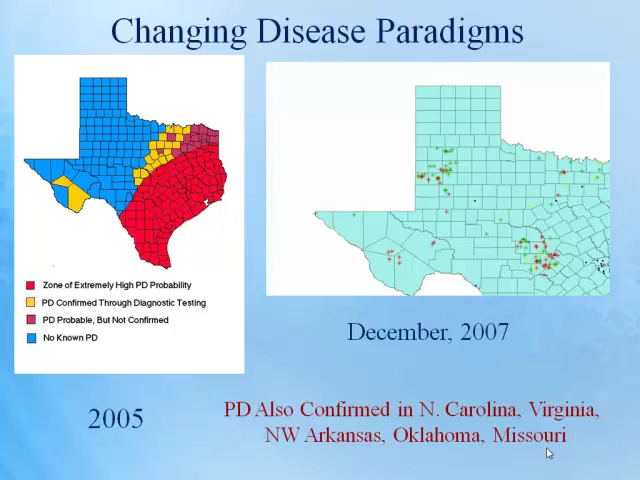 Changing Disease Paradigms
Zone of Extremely High PD Probability
PD Confirmed Through Diagnostic Testing
PD Probable, But Not Confirmed
No Known PD
December, 2007
2005
PD Also Confirmed in N. Carolina, Virginia,
NW Arkansas, Oklahoma, Missouri